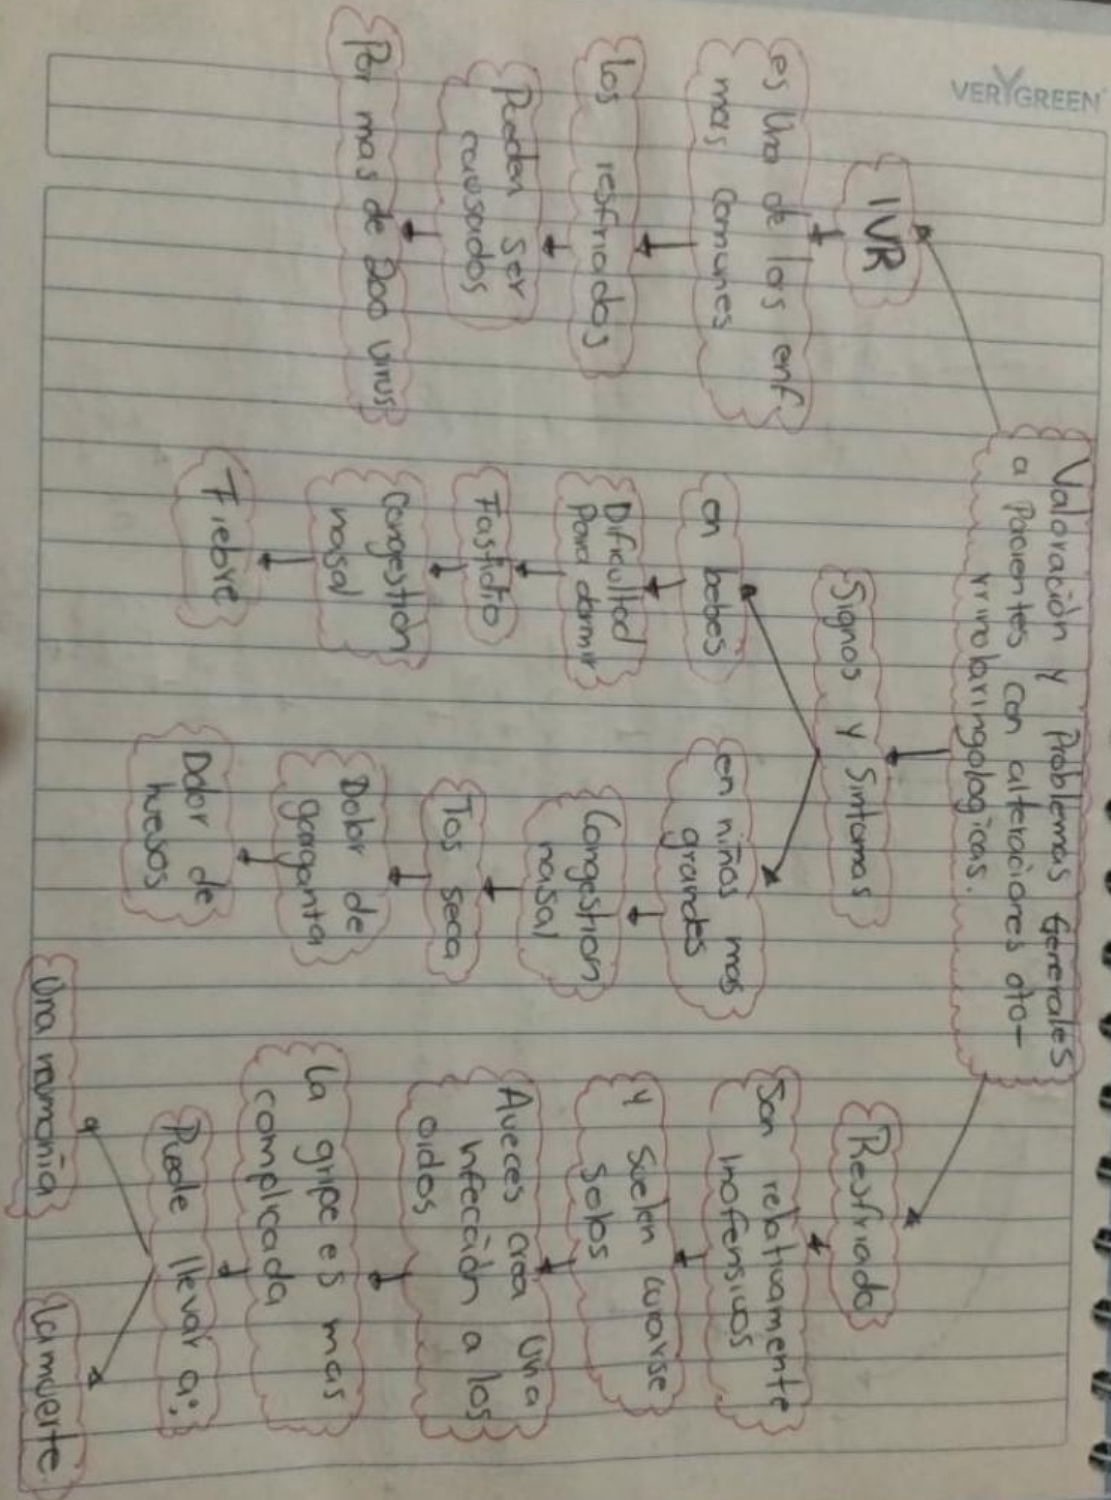 VERYGREEN
Valoración y Problemas Generales
a Pacientes con alteraciones oto-
rrinolaringologicas.
IVR
es Una de las enf.
mas comunes
los resfriados
Pueden Ser
causados
Por mas de 200 virus
Signos y Sintomas
en bebes
Dificultad
Para dormir
Fastidio
Congestión
nasal
Fiebre
en niños mas
grandes
Congestion
nasal
Tos seca
Dolor de
garganta
Dolor de
huesos
Resfriado
Son relativamente
inofensivos
Y Suelen curarse
Solos
Aveces crea Una
infección a los
oidos
La gripe es mas
complicada
Puede llevar a:
Una numonia
La muerte.